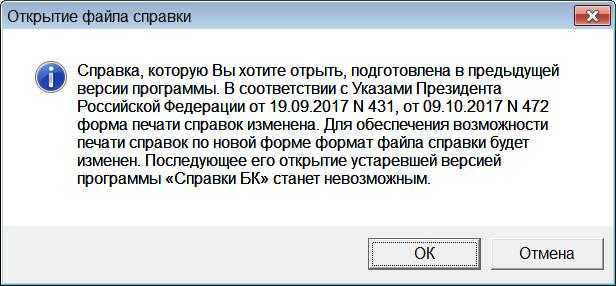 Открытие файла справки
Справка, которую Вы хотите отрыть, подготовлена в предыдущей
версии программы. В соответствии с Указами Президента
Российской Федерации от 19.09.2017 N 431, от 09.10.2017 N 472
форма печати справок изменена. Для обеспечения возможности
печати справок по новой форме формат файла справки будет
изменен. Последующее его открытие устаревшей версией
программы «Справки БК» станет невозможным.
ОК
Отмена